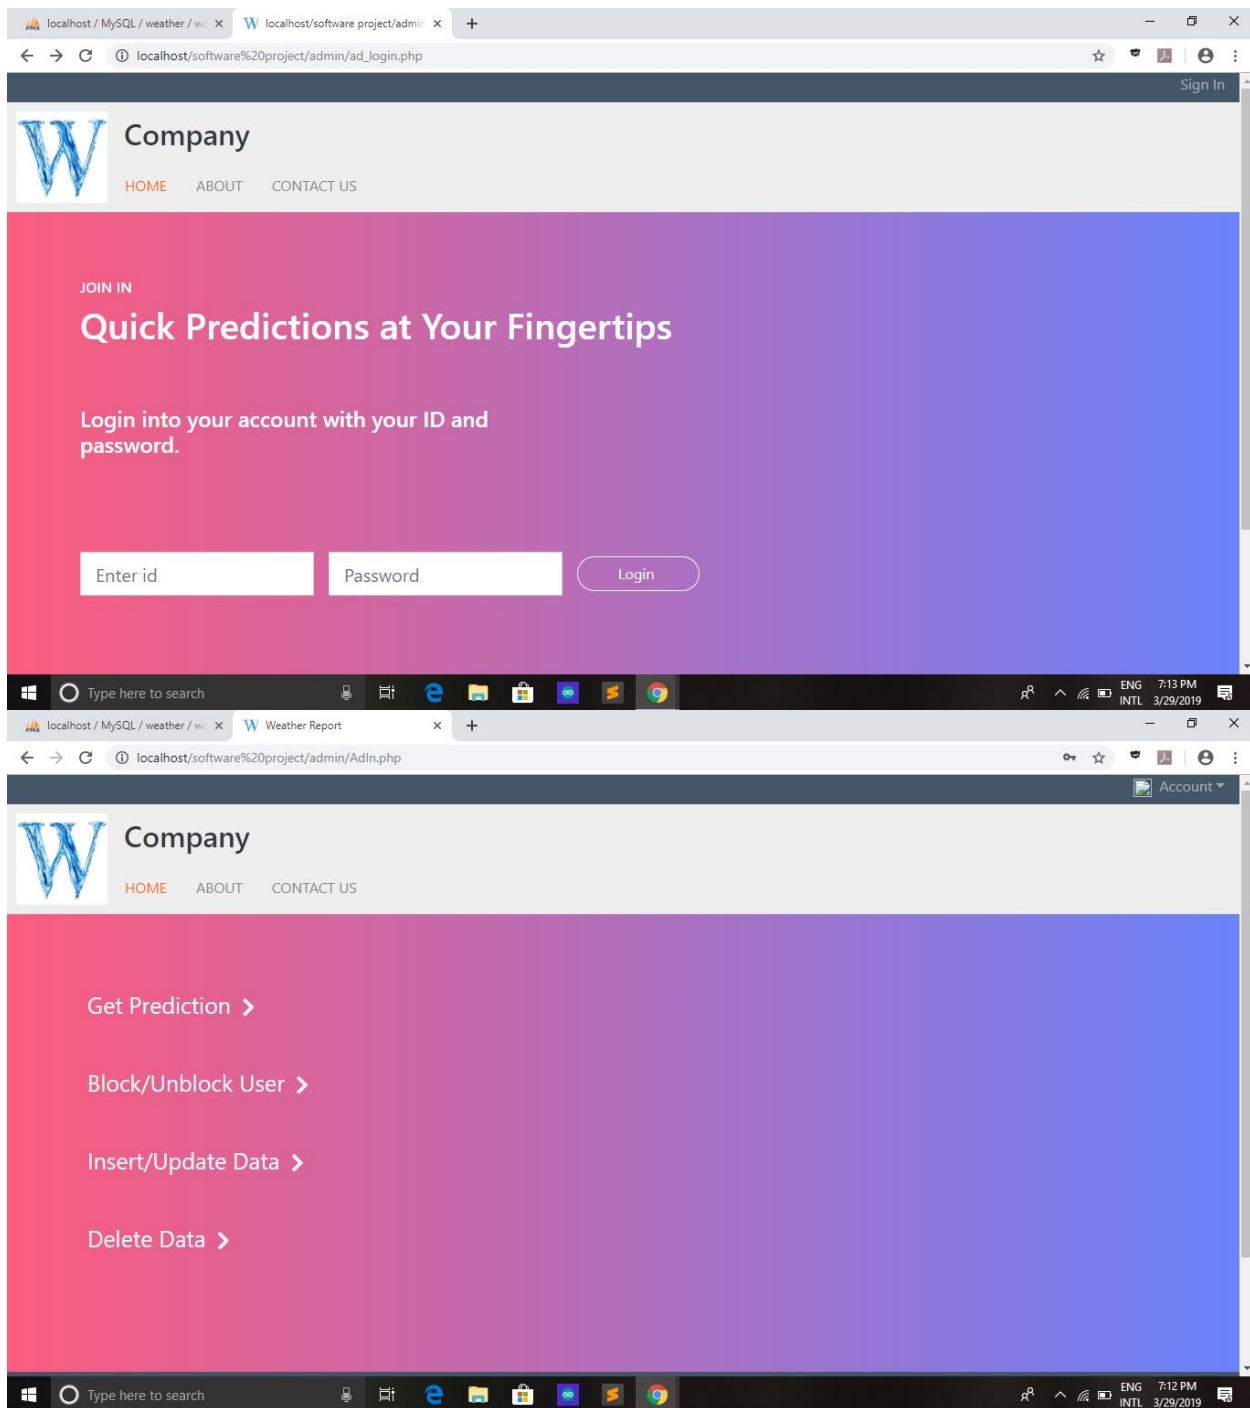 localhost / MySQL / weather / wo
localhost/software project/admin
localhost/software%20project/admin/ad_login.php
Sign In
W
Company
HOME ABOUT CONTACT US
JOIN IN
Quick Predictions at Your Fingertips
Login into your account with your ID and
password.
Enter id Password Login
Type here to search
ENG 7:13 PM
INTL 3/29/2019
localhost / MySQL / weather / wo
Weather Report
localhost/software%20project/admin/AdIn.php
Account
W
Company
HOME ABOUT CONTACT US
Get Prediction
Block/Unblock User
Insert/Update Data
Delete Data
Type here to search
ENG 7:12 PM
INTL 3/29/2019